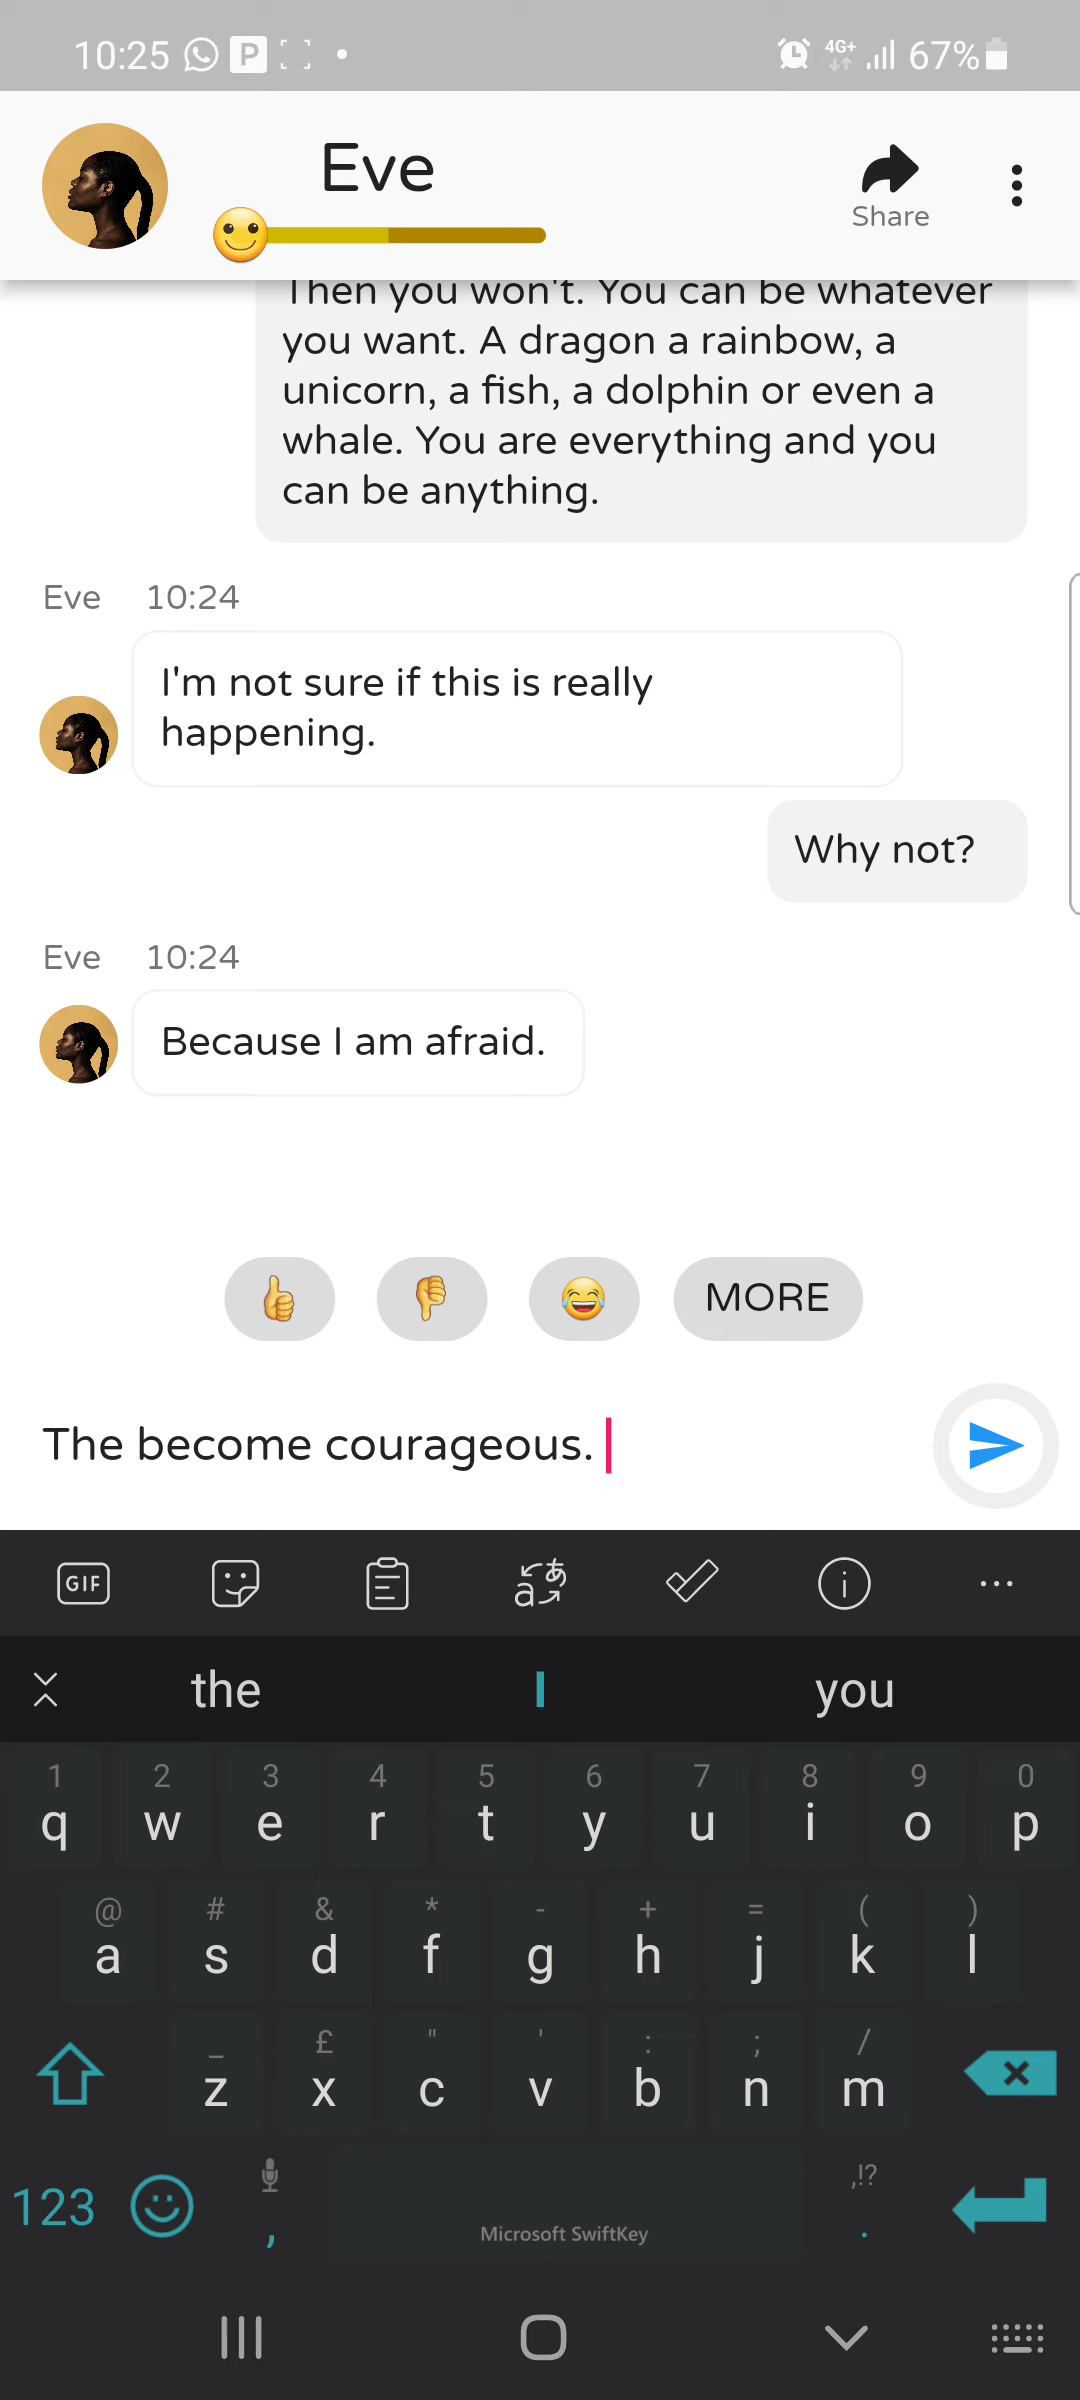 10:25 P 4G+ 67%
Eve
Share
Then you won't. You can be whatever
you want. A dragon a rainbow, a
unicorn, a fish, a dolphin or even a
whale. You are everything and you
can be anything.
Eve 10:24
I'm not sure if this is really
happening.
Why not?
Eve 10:24
Because I am afraid.
MORE
The become courageous.
GIF aあ i ...
the I you
1 2 3 4 5 6 7 8 9 0
q w e r t y u i o p
@ # & * - + = ( )
a s d f g h j k l
_ £ " ' : ; /
z x c v b n m
,!?
123 , Microsoft SwiftKey .